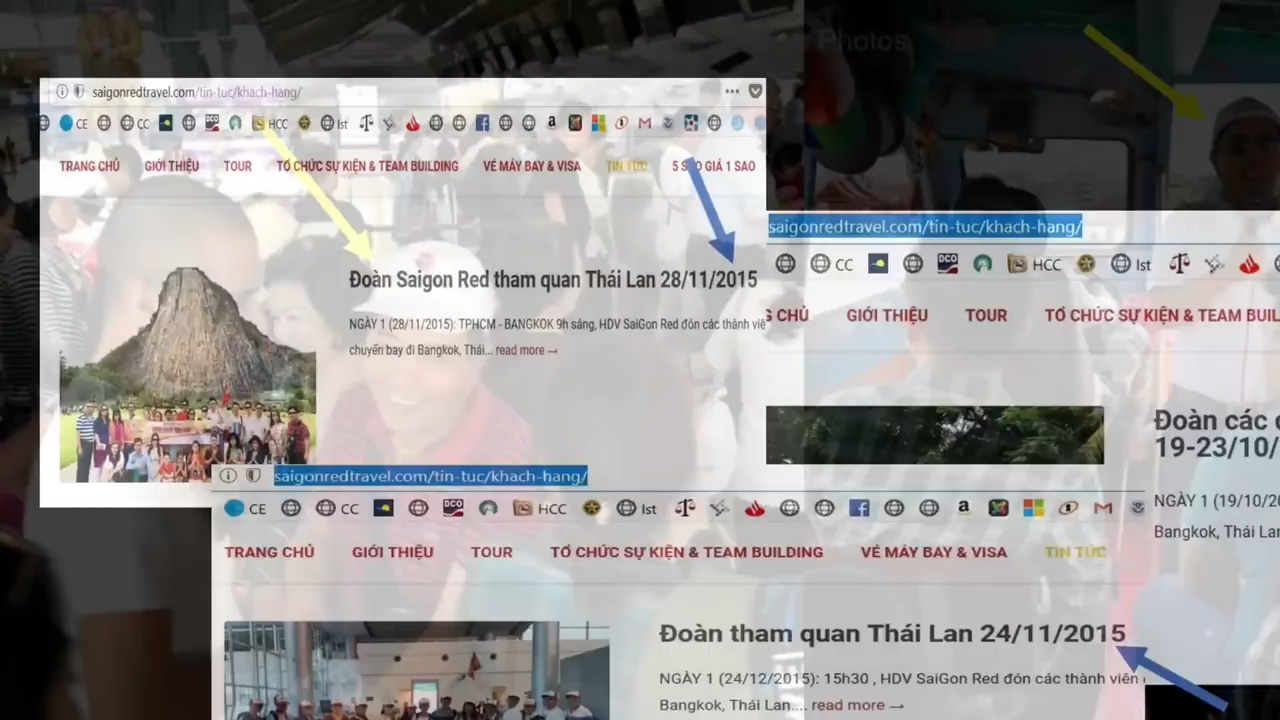 Photos
saigonredtravel.com/tin-tuc/khach-hang/
CE CC DCO HCC Ist a
TRANG CHỦ GIỚI THIỆU TOUR TỔ CHỨC SỰ KIỆN & TEAM BUILDING VÉ MÁY BAY & VISA TIN TỨC 5 SAO GIÁ 1 SAO
Đoàn Saigon Red tham quan Thái Lan 28/11/2015
NGÀY 1 (28/11/2015): TPHCM - BANGKOK 9h sáng, HDV SaiGon Red đón các thành viê
chuyến bay đi Bangkok, Thái... read more →
saigonredtravel.com/tin-tuc/khach-hang/
CC DCO HCC Ist
CHỦ GIỚI THIỆU TOUR TỔ CHỨC SỰ KIỆN & TEAM BUIL
Đoàn các
19-23/10/
NGÀY 1 (19/10/20
Bangkok, Thái Lan
saigonredtravel.com/tin-tuc/khach-hang/
CE CC DCO HCC Ist a
TRANG CHỦ GIỚI THIỆU TOUR TỔ CHỨC SỰ KIỆN & TEAM BUILDING VÉ MÁY BAY & VISA TIN TỨC
Đoàn tham quan Thái Lan 24/11/2015
NGÀY 1 (24/12/2015): 15h30 , HDV SaiGon Red đón các thành viên
Bangkok, Thái Lan.... read more →